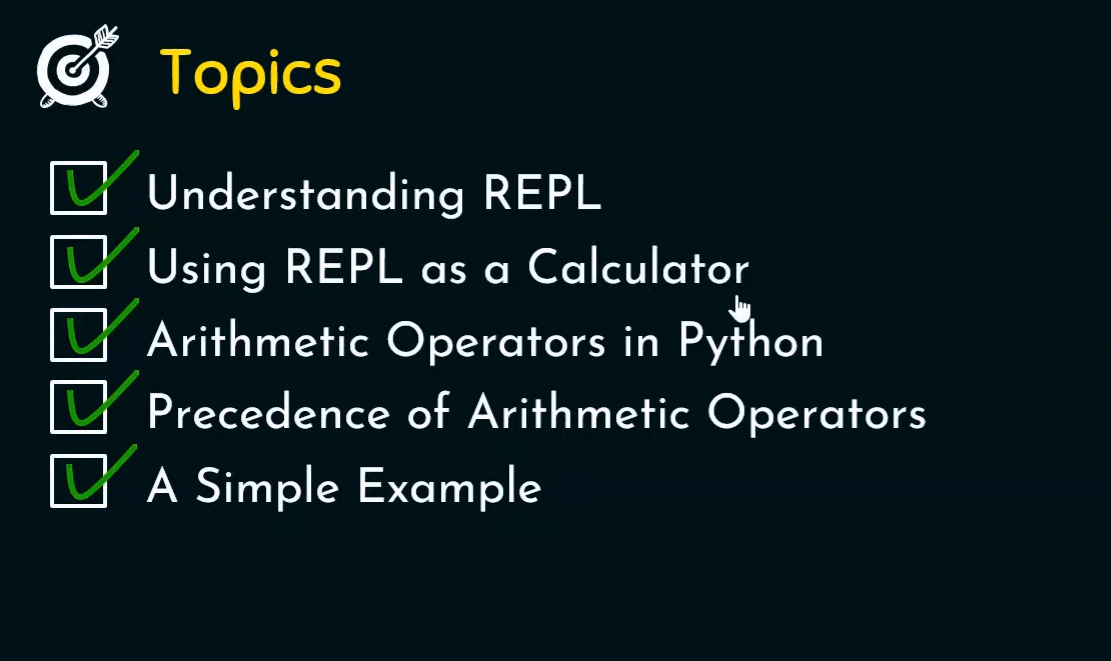 Topics
Understanding REPL
Using REPL as a Calculator
Arithmetic Operators in Python
Precedence of Arithmetic Operators
A Simple Example